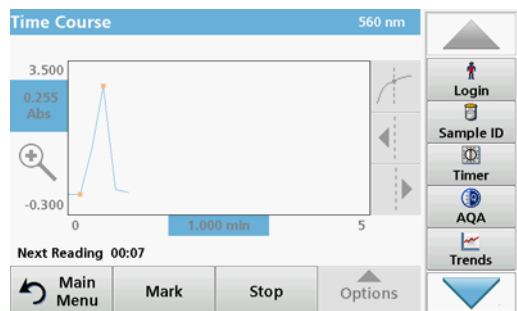 Time Course 560 nm
3.500
0.255
Abs
-0.300
0 1.000 min 5
Next Reading 00:07
Main
Menu
Mark
Stop
Options
Login
Sample ID
Timer
AQA
Trends